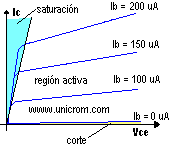 Ic
saturación
Ib = 200 uA
Ib = 150 uA
región activa
Ib = 100 uA
www.unicrom.com
Ib = 0 uA
Vce
corte